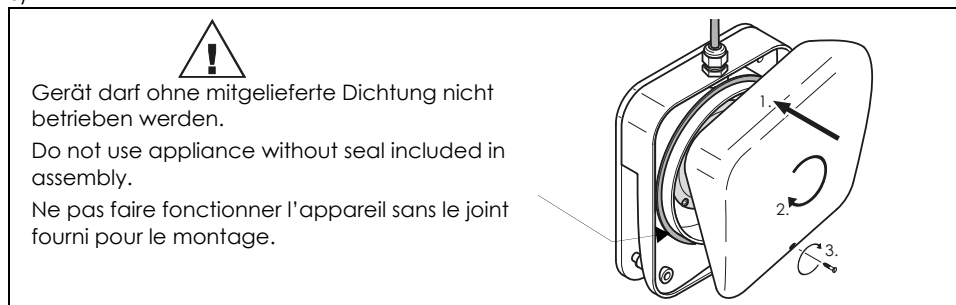 Gerät darf ohne mitgelieferte Dichtung nicht
betrieben werden.
Do not use appliance without seal included in
assembly.
Ne pas faire fonctionner l'appareil sans le joint
fourni pour le montage.
1.
2.
3.